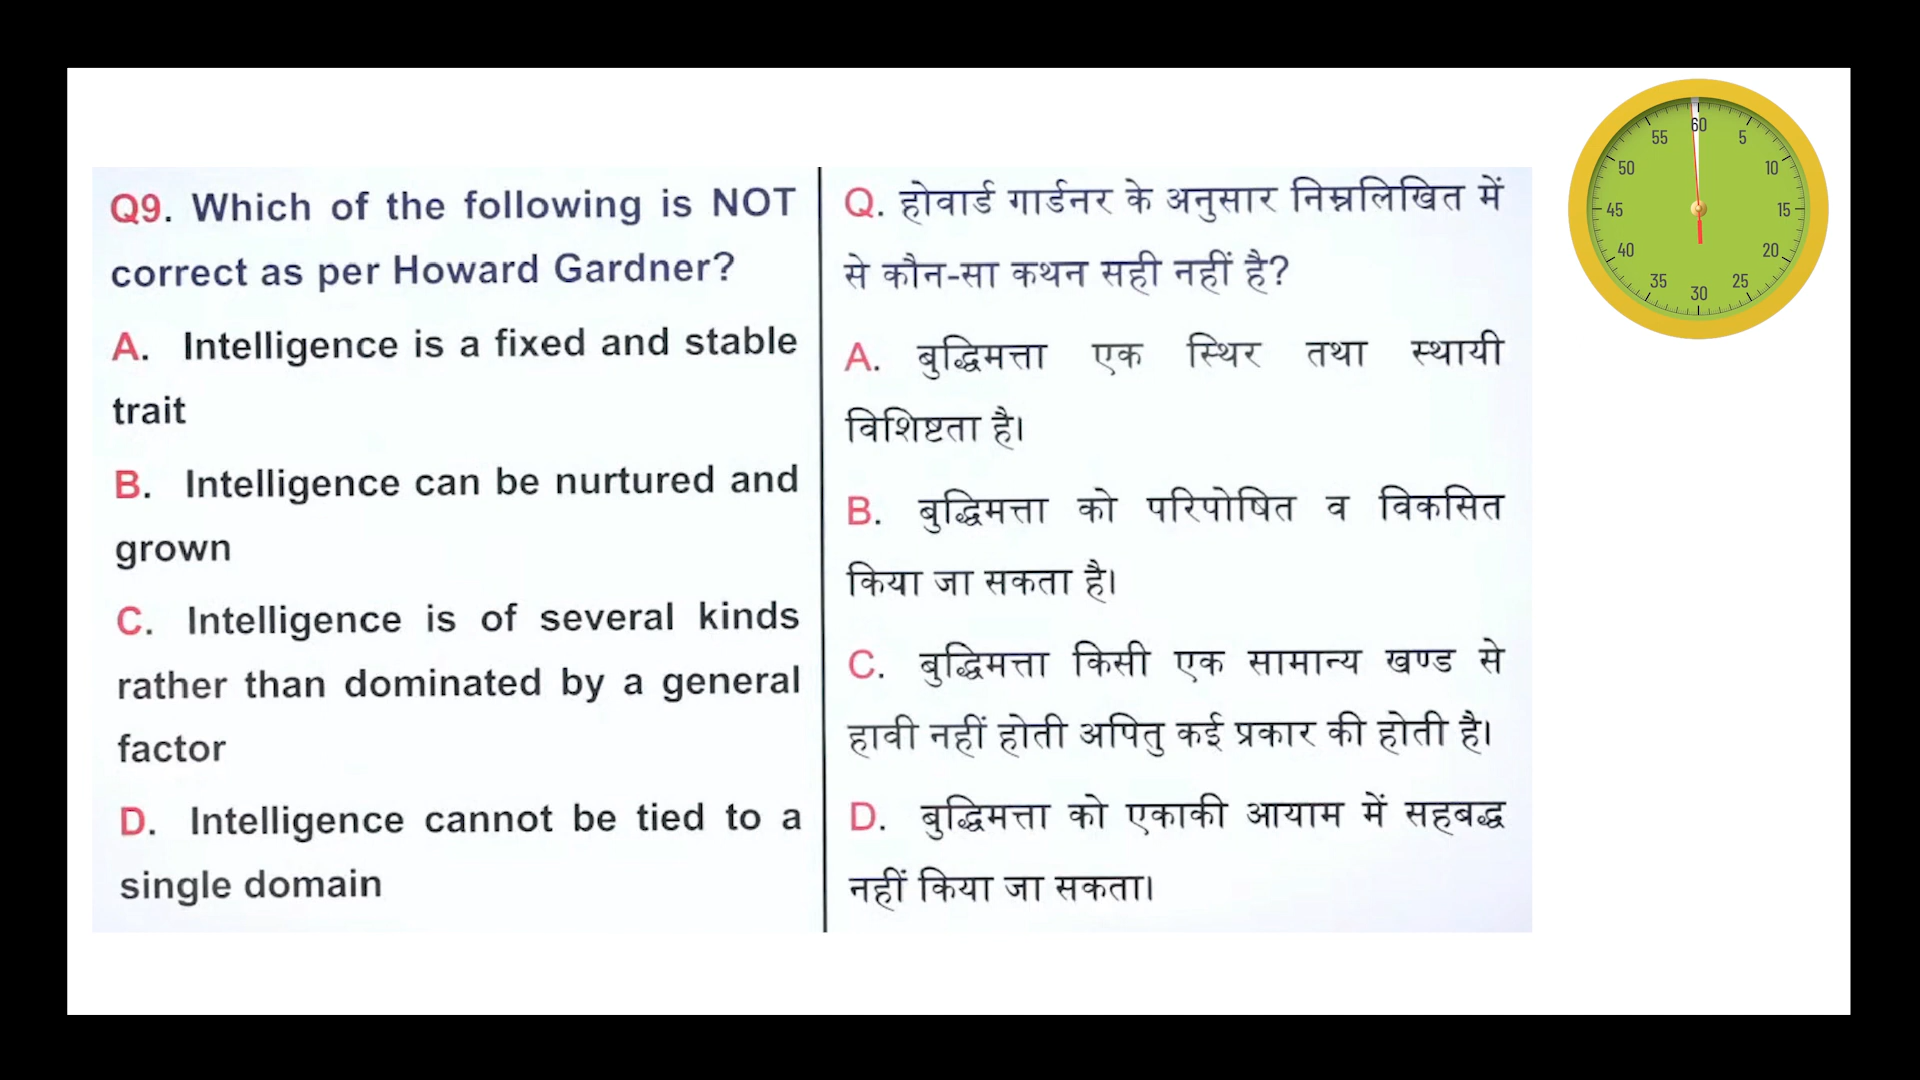 Q9. Which of the following is NOT
correct as per Howard Gardner?
A. Intelligence is a fixed and stable
trait
B. Intelligence can be nurtured and
grown
C. Intelligence is of several kinds
rather than dominated by a general
factor
D. Intelligence cannot be tied to a
single domain
Q. होवार्ड गार्डनर के अनुसार निम्नलिखित में
से कौन-सा कथन सही नहीं है?
A. बुद्धिमत्ता एक स्थिर तथा स्थायी
विशिष्टता है।
B. बुद्धिमत्ता को परिपोषित व विकसित
किया जा सकता है।
C. बुद्धिमत्ता किसी एक सामान्य खण्ड से
हावी नहीं होती अपितु कई प्रकार की होती है।
D. बुद्धिमत्ता को एकाकी आयाम में सहबद्ध
नहीं किया जा सकता।
60
5
10
15
20
25
30
35
40
45
50
55